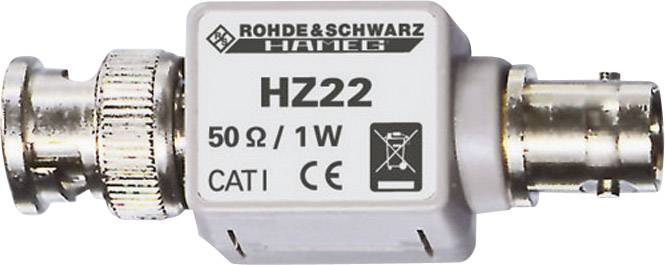 ROHDE&SCHWARZ
HAMEG
HZ22
50 Ω / 1 W
CAT I CE